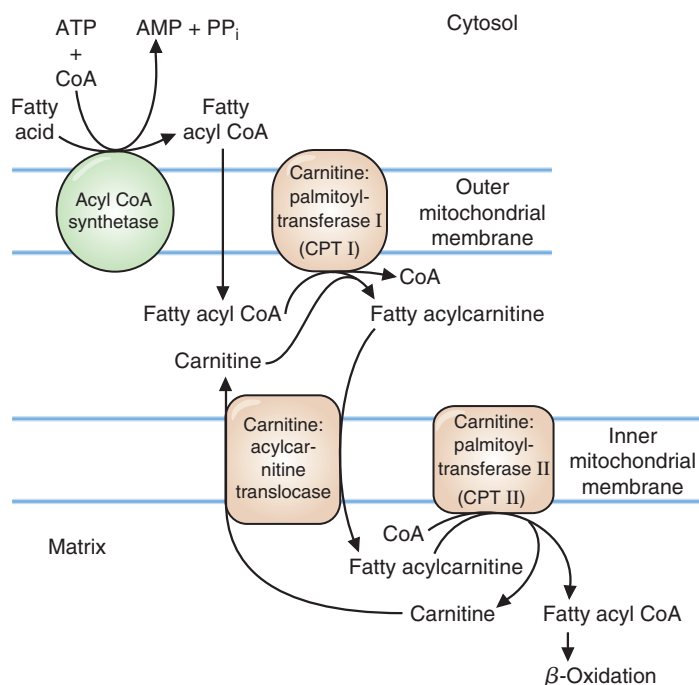 ATP
+
CoA
AMP + PPi
Cytosol
Fatty
acid
Fatty
acyl CoA
Acyl CoA
synthetase
Carnitine:
palmitoyl-
transferase I
(CPT I)
Outer
mitochondrial
membrane
CoA
Fatty acyl CoA
Fatty acylcarnitine
Carnitine
Carnitine:
acylcar-
nitine
translocase
Carnitine:
palmitoyl-
transferase II
(CPT II)
Inner
mitochondrial
membrane
Matrix
CoA
Fatty acylcarnitine
Carnitine
Fatty acyl CoA
β-Oxidation